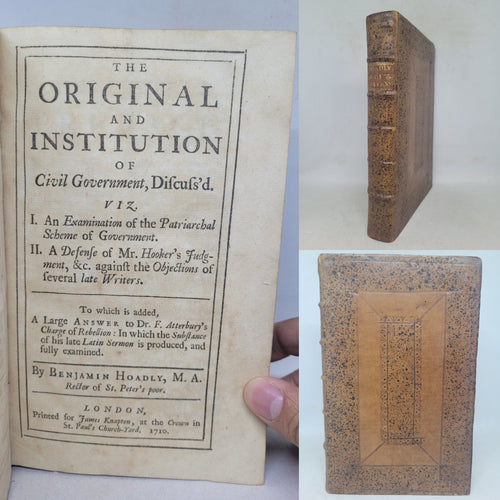 THE
ORIGINAL
AND
INSTITUTION
OF
Civil Government, Discuſs'd.
VIZ.
I. An Examination of the Patriarchal
Scheme of Government.
II. A Defenſe of Mr. Hooker's Judg-
ment, &c. againſt the Objections of
ſeveral late Writers.
To which is added,
A Large ANSWER to Dr. F. Atterbury's
Charge of Rebellion: In which the Subſtance
of his late Latin Sermon is produced, and
fully examined.
By BENJAMIN HOADLY, M. A.
Rector of St. Peter's poor.
LONDON,
Printed for James Knapton, at the Crown in
St. Paul's Church-Yard. 1710.